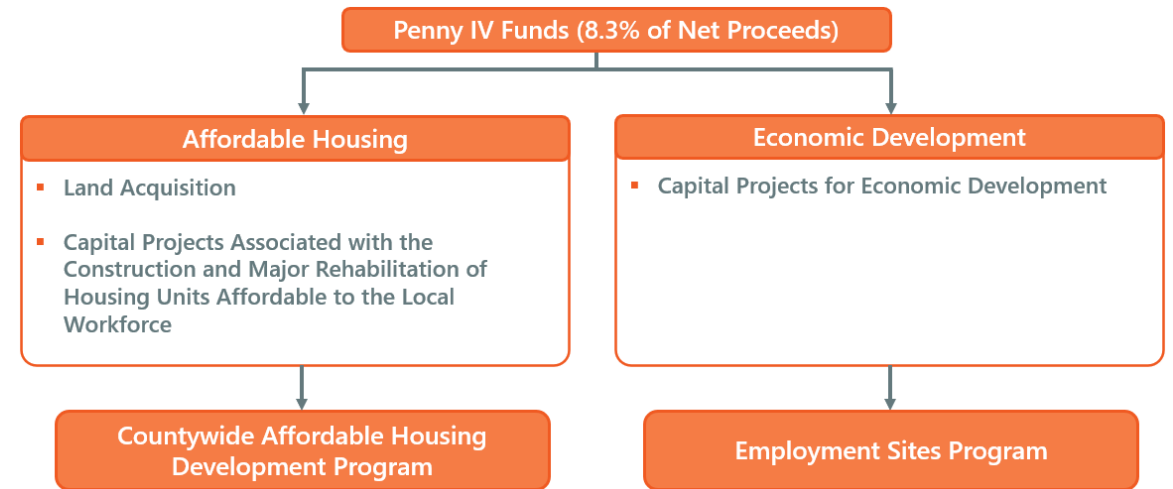 Penny IV Funds (8.3% of Net Proceeds)
Affordable Housing
▪ Land Acquisition
▪ Capital Projects Associated with the
Construction and Major Rehabilitation of
Housing Units Affordable to the Local
Workforce
Countywide Affordable Housing
Development Program
Economic Development
▪ Capital Projects for Economic Development
Employment Sites Program